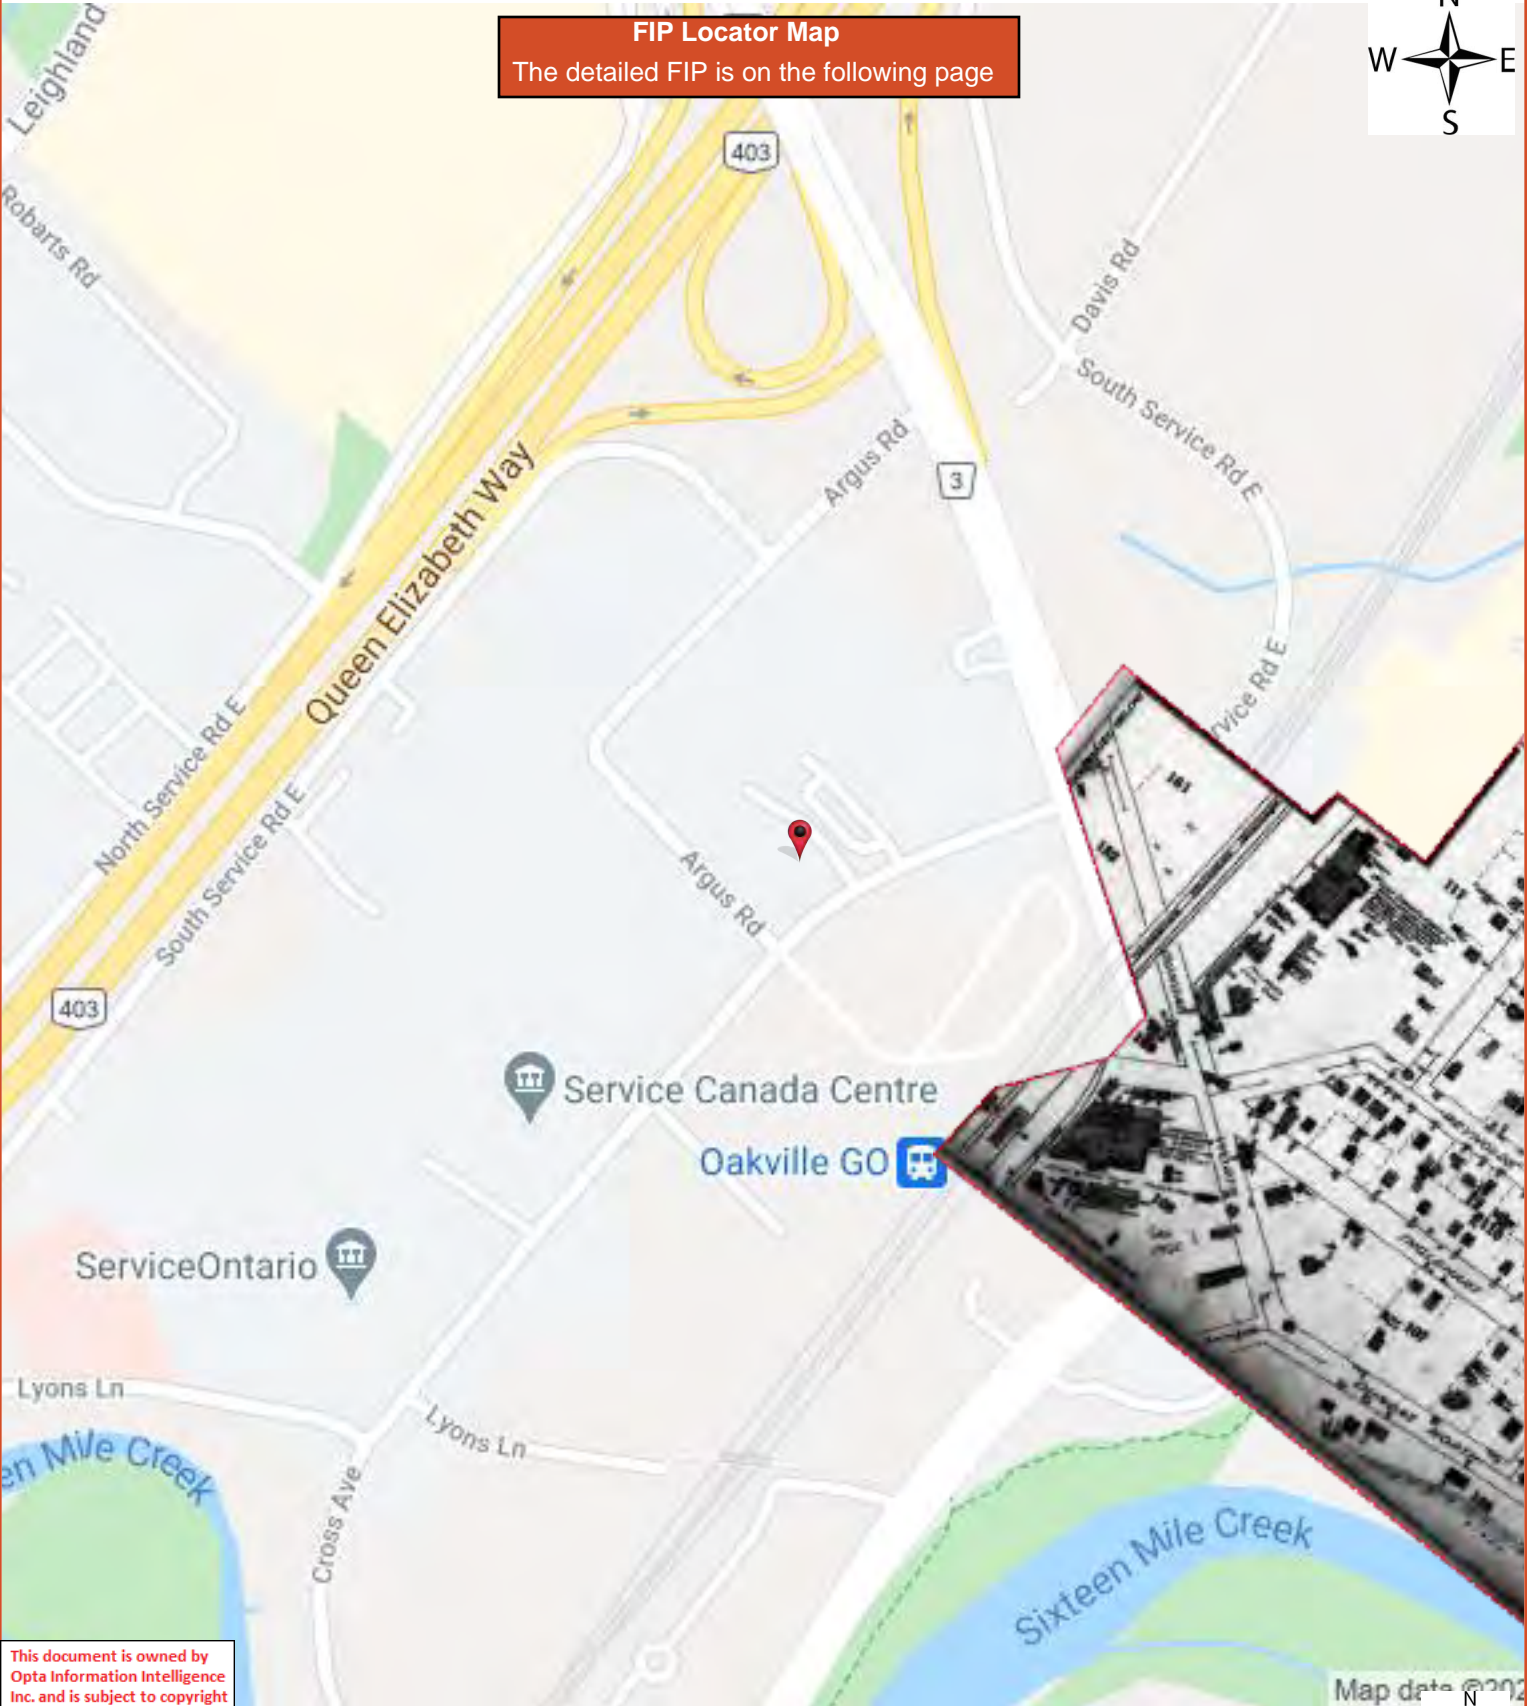 N
FIP Locator Map
The detailed FIP is on the following page
W
E
S
Leighland
403
Robarts Rd
Davis Rd
South Service Rd E
Argus Rd
3
Queen Elizabeth Way
rvice Rd E
North Service Rd E
South Service Rd E
161
Argus Rd
111
403
Service Canada Centre
Oakville GO
ServiceOntario
Lyons Ln
Lyons Ln
en Mile Creek
Cross Ave
Sixteen Mile Creek
This document is owned by
Opta Information Intelligence
Inc. and is subject to copyright
Map data ©202
N